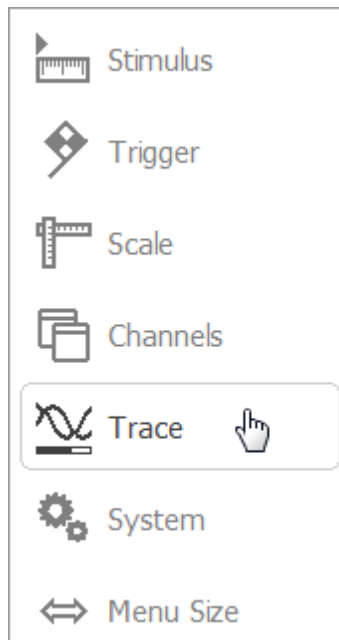 Stimulus
Trigger
Scale
Channels
Trace
System
Menu Size